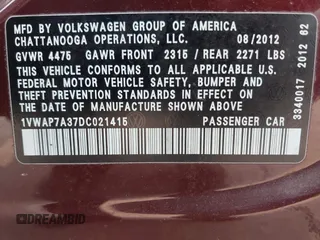 MFD BY VOLKSWAGEN GROUP OF AMERICA
CHATTANOOGA OPERATIONS, LLC. 08/2012
GVWR 4475 GAWR FRONT 2315 / REAR 2271 LBS
THIS VEHICLE CONFORMS TO ALL APPLICABLE U.S.
FEDERAL MOTOR VEHICLE SAFETY, BUMPER, AND
THEFT PREVENTION STANDARDS IN EFFECT ON THE
DATE OF MANUFACTURE SHOWN ABOVE.
1VWAP7A37DC021415 PASSENGER CAR
3340017 2012 62
© DREAMBID